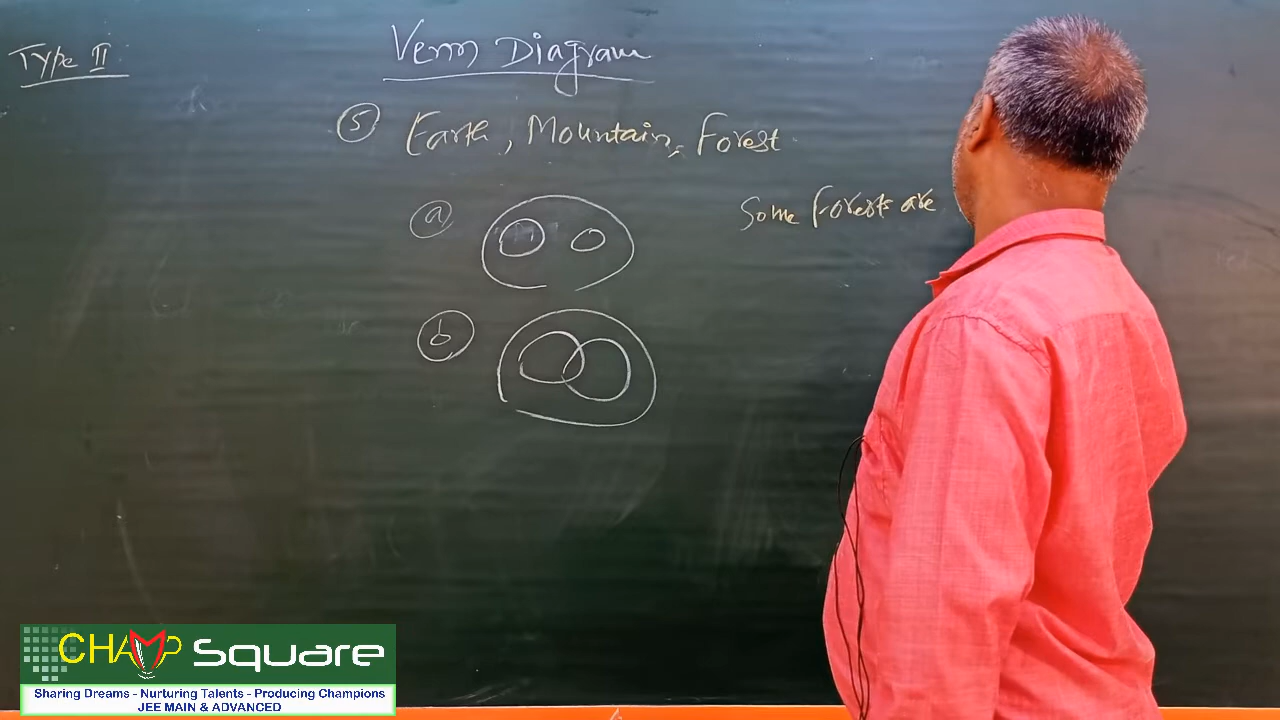 Type II
Venn Diagram
5 Earth, Mountain, Forest
a
Some Forests are
b
CHAMP Square
Sharing Dreams - Nurturing Talents - Producing Champions
JEE MAIN & ADVANCED